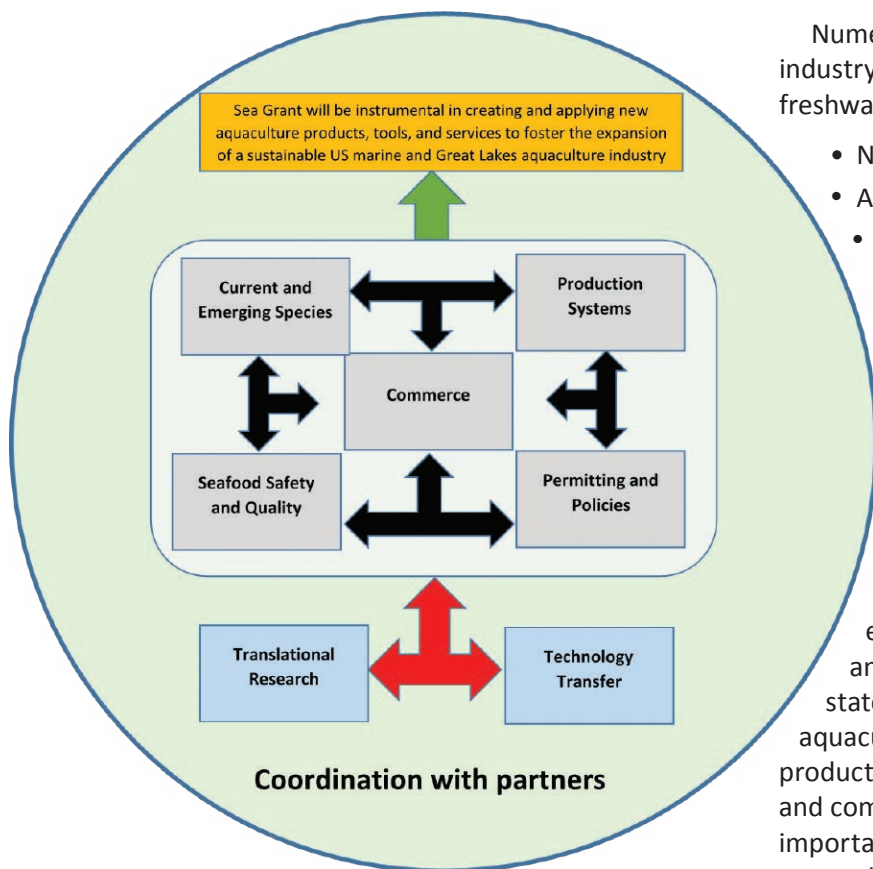 Sea Grant will be instrumental in creating and applying new
aquaculture products, tools, and services to foster the expansion
of a sustainable US marine and Great Lakes aquaculture industry
Current and
Emerging Species
Production
Systems
Commerce
Seafood Safety
and Quality
Permitting and
Policies
Translational
Research
Technology
Transfer
Coordination with partners
industry